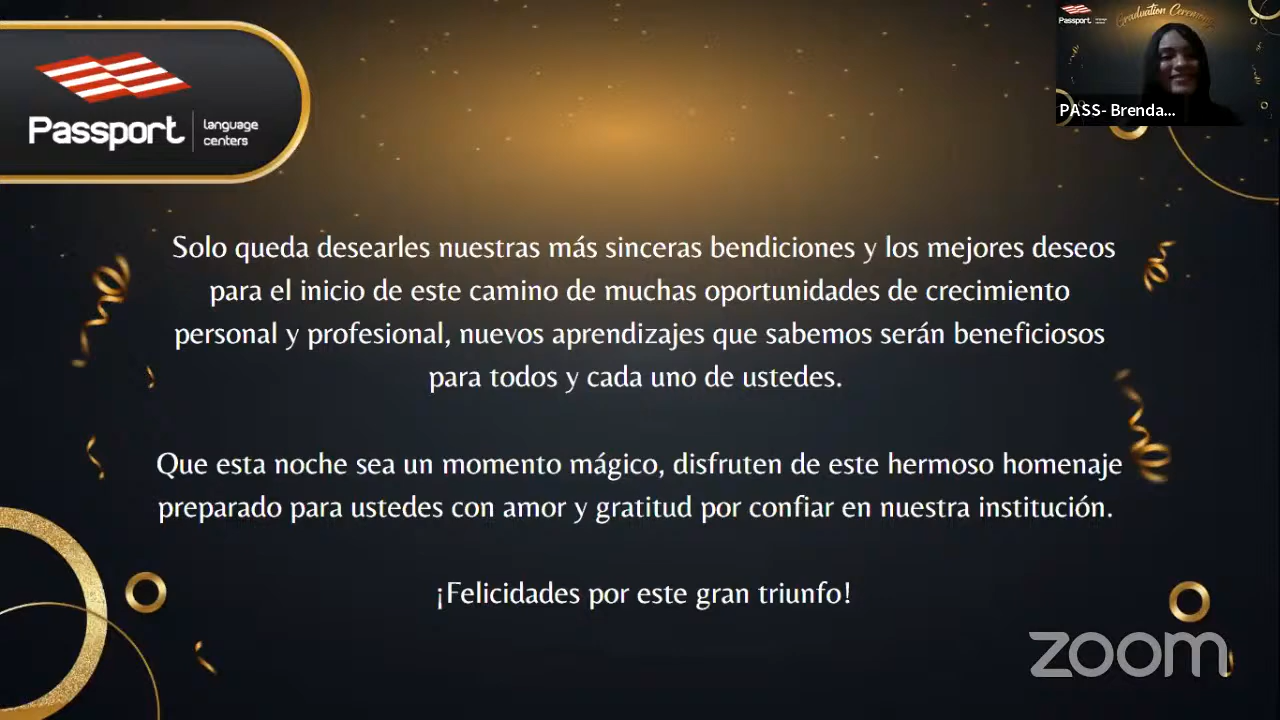 Passport
language
centers
Passport
Graduation Ceremony
PASS- Brenda...
Solo queda desearles nuestras más sinceras bendiciones y los mejores deseos
para el inicio de este camino de muchas oportunidades de crecimiento
personal y profesional, nuevos aprendizajes que sabemos serán beneficiosos
para todos y cada uno de ustedes.
Que esta noche sea un momento mágico, disfruten de este hermoso homenaje
preparado para ustedes con amor y gratitud por confiar en nuestra institución.
¡Felicidades por este gran triunfo!
zoom